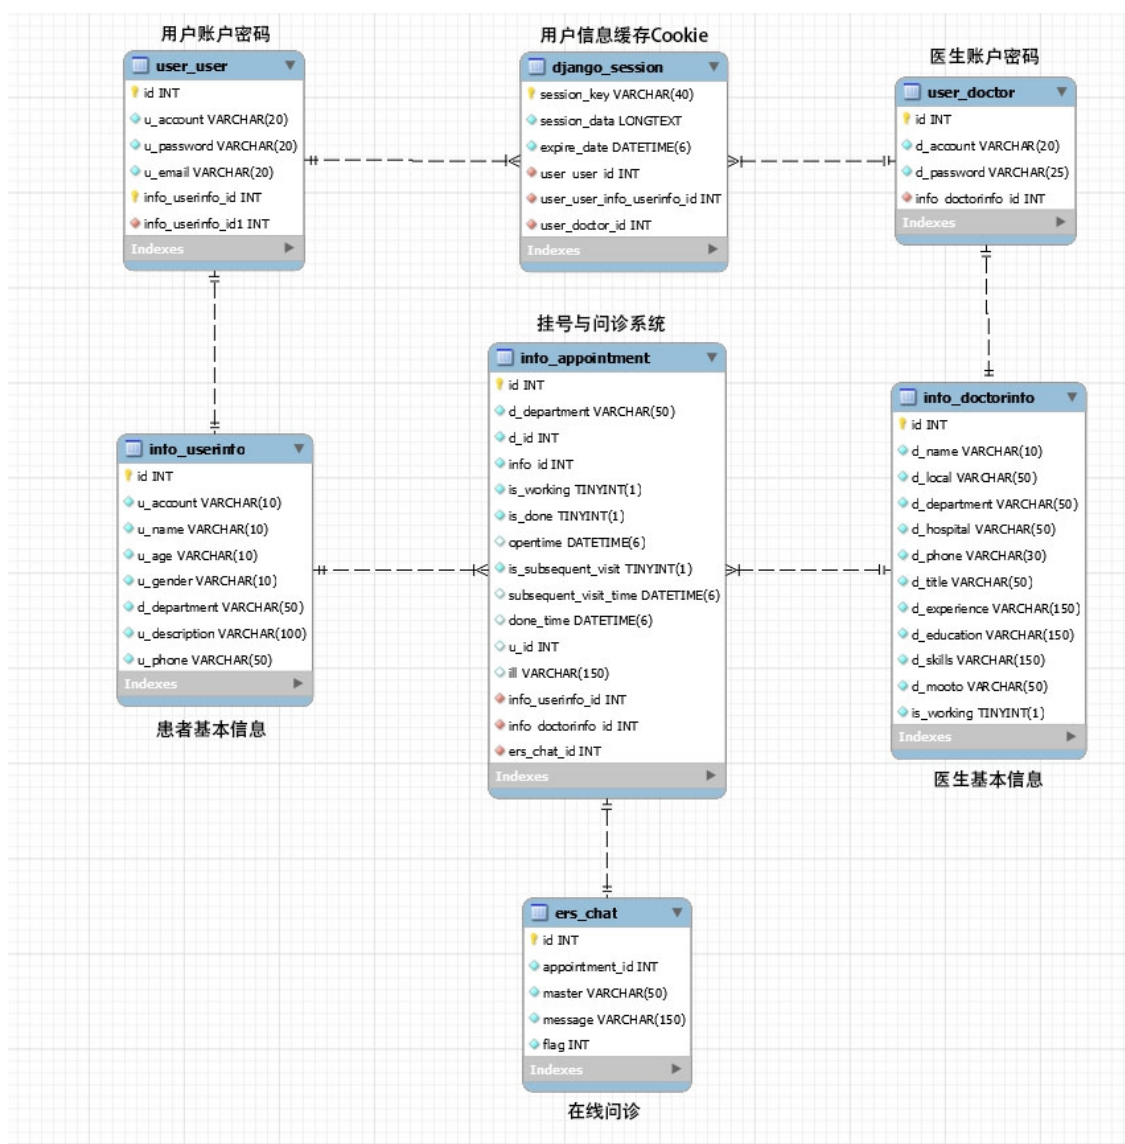 用户账户密码
user_user
id INT
u_account VARCHAR(20)
u_password VARCHAR(20)
u_email VARCHAR(20)
info_userinfo_id INT
info_userinfo_id1 INT
Indexes
用户信息缓存Cookie
django_session
session_key VARCHAR(40)
session_data LONGTEXT
expire_date DATETIME(6)
user_user_id INT
user_user_info_userinfo_id INT
user_doctor_id INT
Indexes
医生账户密码
user_doctor
id INT
d_account VARCHAR(20)
d_password VARCHAR(25)
info_doctorinfo_id INT
Indexes
info_userinfo
id INT
u_account VARCHAR(10)
u_name VARCHAR(10)
u_age VARCHAR(10)
u_gender VARCHAR(10)
d_department VARCHAR(50)
u_description VARCHAR(100)
u_phone VARCHAR(50)
Indexes
患者基本信息
挂号与问诊系统
info_appointment
id INT
d_department VARCHAR(50)
d_id INT
info_id INT
is_working TINYINT(1)
is_done TINYINT(1)
opentime DATETIME(6)
is_subsequent_visit TINYINT(1)
subsequent_visit_time DATETIME(6)
done_time DATETIME(6)
u_id INT
ill VARCHAR(150)
info_userinfo_id INT
info_doctorinfo_id INT
ers_chat_id INT
Indexes
info_doctorinfo
id INT
d_name VARCHAR(10)
d_local VARCHAR(50)
d_department VARCHAR(50)
d_hospital VARCHAR(50)
d_phone VARCHAR(30)
d_title VARCHAR(50)
d_experience VARCHAR(150)
d_education VARCHAR(150)
d_skills VARCHAR(150)
d_mooto VARCHAR(50)
is_working TINYINT(1)
Indexes
医生基本信息
ers_chat
id INT
appointment_id INT
master VARCHAR(50)
message VARCHAR(150)
flag INT
Indexes
在线问诊